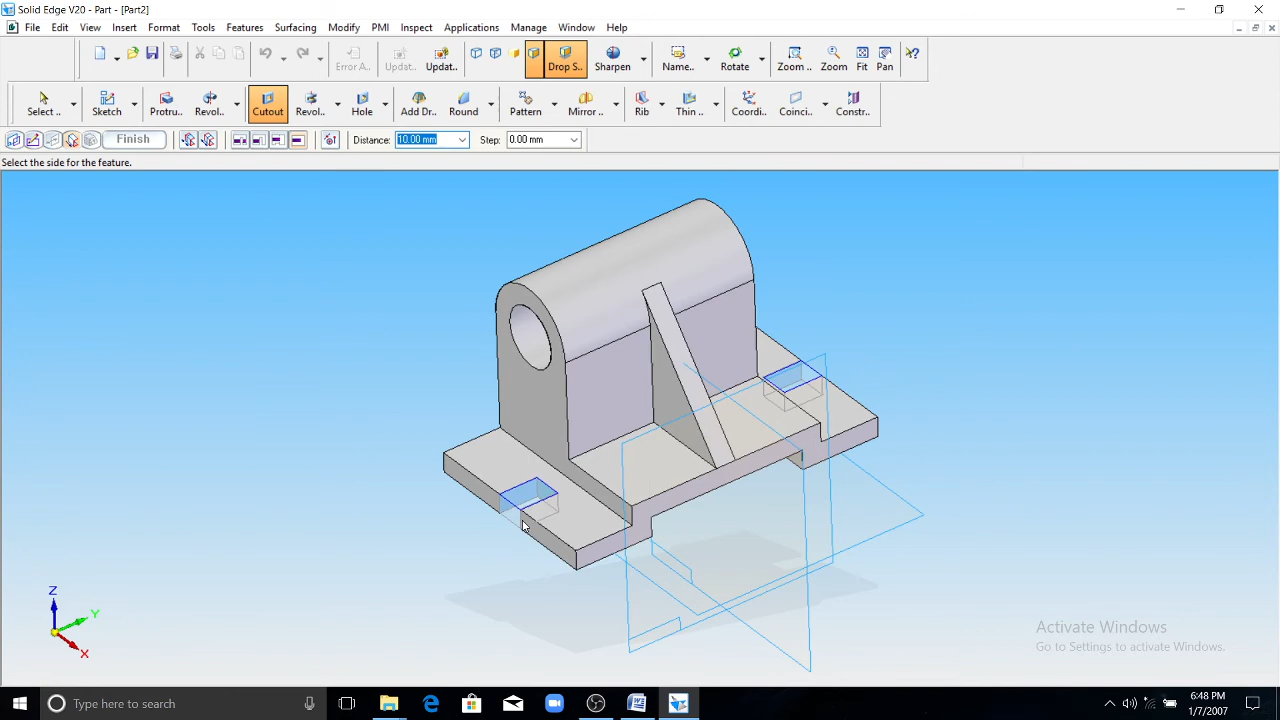 Solid Edge V20 - Part - [Part2]
File Edit View Insert Format Tools Features Surfacing Modify PMI Inspect Applications Manage Window Help
Error A.. Updat.. Updat.. Drop S.. Sharpen Name.. Rotate Zoom .. Zoom Fit Pan
Select .. Sketch Protru.. Revol.. Cutout Revol.. Hole Add Dr.. Round Pattern Mirror .. Rib Thin .. Coordi.. Coinci.. Constr..
Finish Distance: 10.00 mm Step: 0.00 mm
Select the side for the feature.
Z
Y
X
Activate Windows
Go to Settings to activate Windows.
Type here to search
6:48 PM
1/7/2007